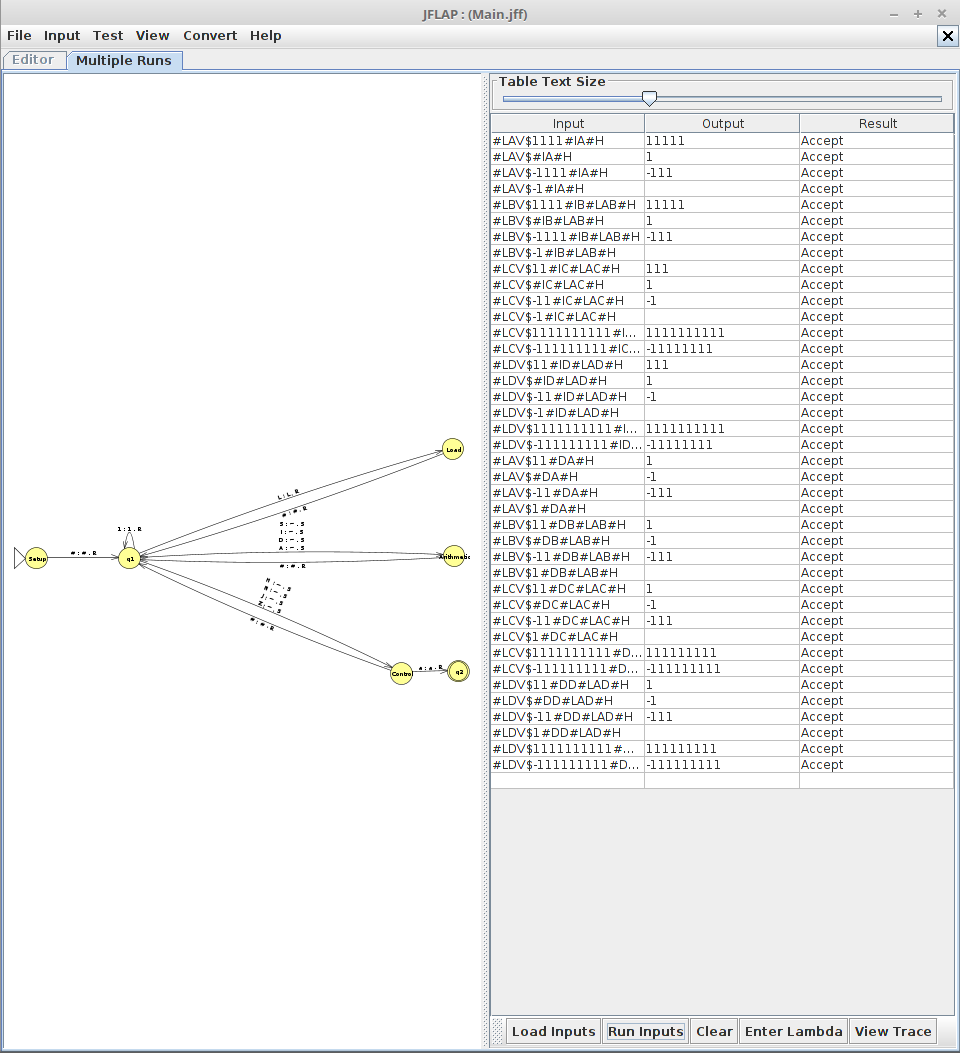 JFLAP : (Main.jff)
File Input Test View Convert Help
Editor Multiple Runs
Table Text Size
Input Output Result
#LAV$1111#IA#H 11111 Accept
#LAV$#IA#H 1 Accept
#LAV$-1111#IA#H -111 Accept
#LAV$-1#IA#H Accept
#LBV$1111#IB#LAB#H 11111 Accept
#LBV$#IB#LAB#H 1 Accept
#LBV$-1111#IB#LAB#H -111 Accept
#LBV$-1#IB#LAB#H Accept
#LCV$11#IC#LAC#H 111 Accept
#LCV$#IC#LAC#H 1 Accept
#LCV$-11#IC#LAC#H -1 Accept
#LCV$-1#IC#LAC#H Accept
#LCV$1111111111#I... 1111111111 Accept
#LCV$-111111111#IC... -11111111 Accept
#LDV$11#ID#LAD#H 111 Accept
#LDV$#ID#LAD#H 1 Accept
#LDV$-11#ID#LAD#H -1 Accept
#LDV$-1#ID#LAD#H Accept
#LDV$1111111111#I... 1111111111 Accept
#LDV$-111111111#ID... -11111111 Accept
#LAV$11#DA#H 1 Accept
#LAV$#DA#H -1 Accept
#LAV$-11#DA#H -111 Accept
#LAV$1#DA#H Accept
#LBV$11#DB#LAB#H 1 Accept
#LBV$#DB#LAB#H -1 Accept
#LBV$-11#DB#LAB#H -111 Accept
#LBV$1#DB#LAB#H Accept
#LCV$11#DC#LAC#H 1 Accept
#LCV$#DC#LAC#H -1 Accept
#LCV$-11#DC#LAC#H -111 Accept
#LCV$1#DC#LAC#H Accept
#LCV$1111111111#D... 111111111 Accept
#LCV$-111111111#D... -111111111 Accept
#LDV$11#DD#LAD#H 1 Accept
#LDV$#DD#LAD#H -1 Accept
#LDV$-11#DD#LAD#H -111 Accept
#LDV$1#DD#LAD#H Accept
#LDV$1111111111#... 111111111 Accept
#LDV$-111111111#D... -111111111 Accept
Load
L;L,R
#;#,R
S;~,S
I;~,S
D;~,S
A;~,S
1;1,R
Setup
#;#,R
q1
#;#,R
J;~,S
Z;~,S
#;#,R
Control
q2
Load Inputs Run Inputs Clear Enter Lambda View Trace